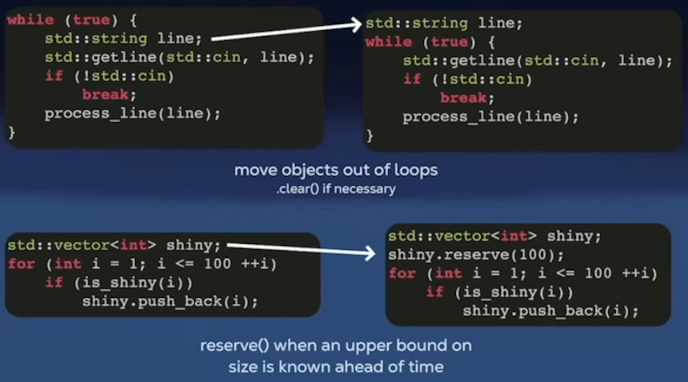 while (true) {
    std::string line;
    std::getline(std::cin, line);
    if (!std::cin)
        break;
    process_line(line);
}
std::string line;
while (true) {
    std::getline(std::cin, line);
    if (!std::cin)
        break;
    process_line(line);
}
move objects out of loops
.clear() if necessary
std::vector<int> shiny;
for (int i = 1; i <= 100 ++i)
    if (is_shiny(i))
        shiny.push_back(i);
std::vector<int> shiny;
shiny.reserve(100);
for (int i = 1; i <= 100 ++i)
    if (is_shiny(i))
        shiny.push_back(i);
reserve() when an upper bound on
size is known ahead of time